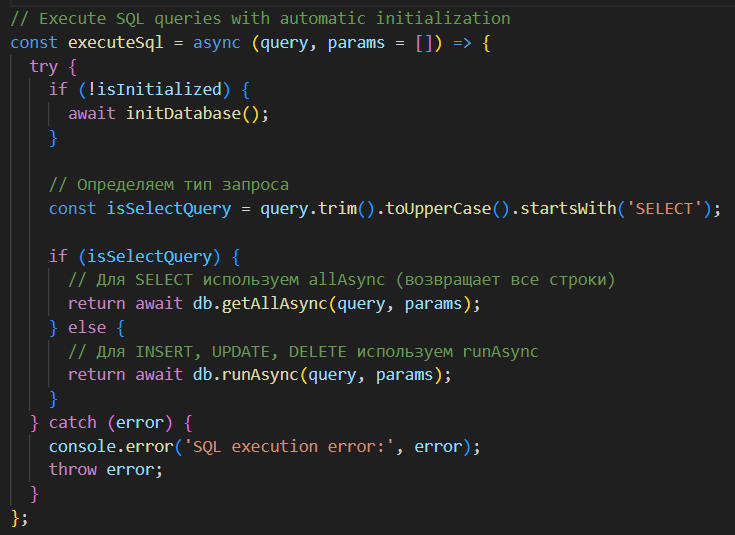 // Execute SQL queries with automatic initialization
const executeSql = async (query, params = []) => {
  try {
    if (!isInitialized) {
      await initDatabase();
    }

    // Определяем тип запроса
    const isSelectQuery = query.trim().toUpperCase().startsWith('SELECT');

    if (isSelectQuery) {
      // Для SELECT используем allAsync (возвращает все строки)
      return await db.getAllAsync(query, params);
    } else {
      // Для INSERT, UPDATE, DELETE используем runAsync
      return await db.runAsync(query, params);
    }
  } catch (error) {
    console.error('SQL execution error:', error);
    throw error;
  }
};